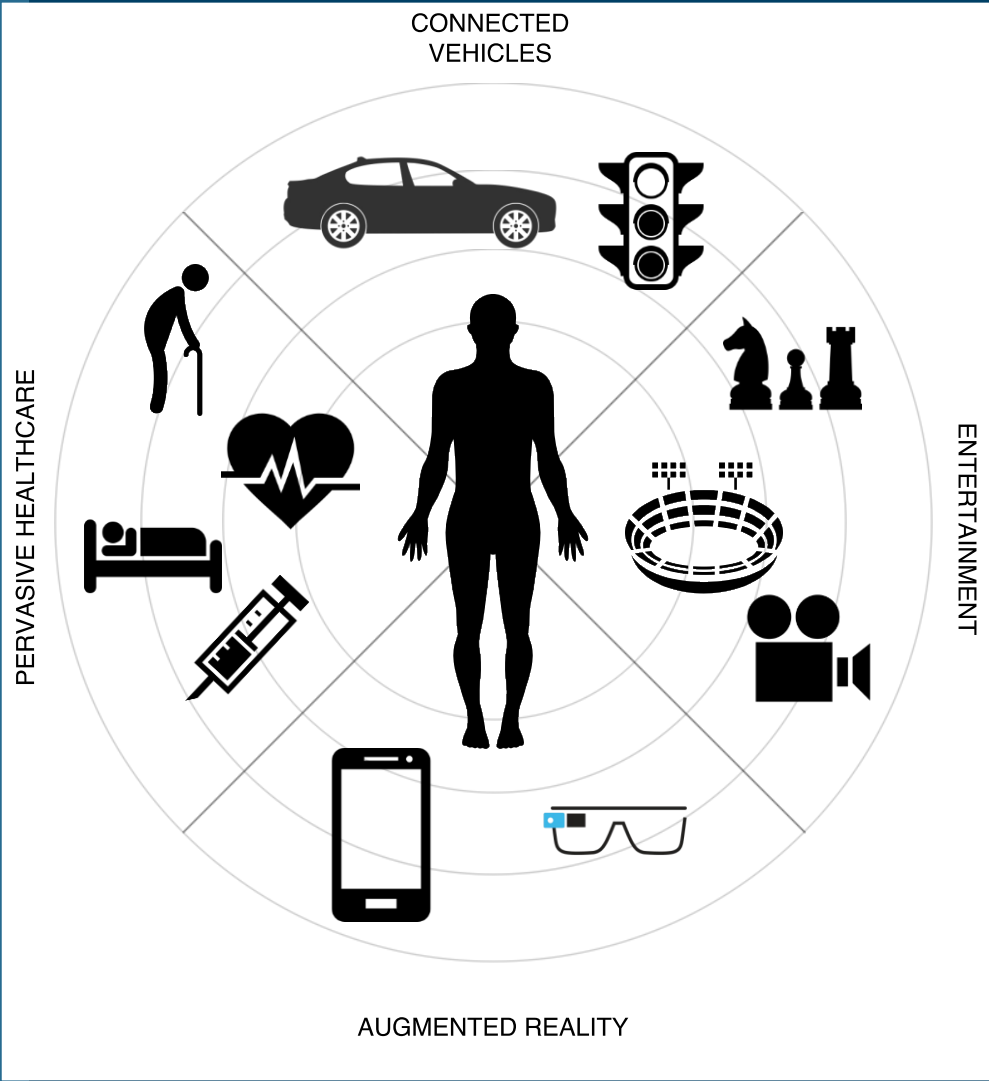 CONNECTED
VEHICLES
PERVASIVE HEALTHCARE
ENTERTAINMENT
AUGMENTED REALITY